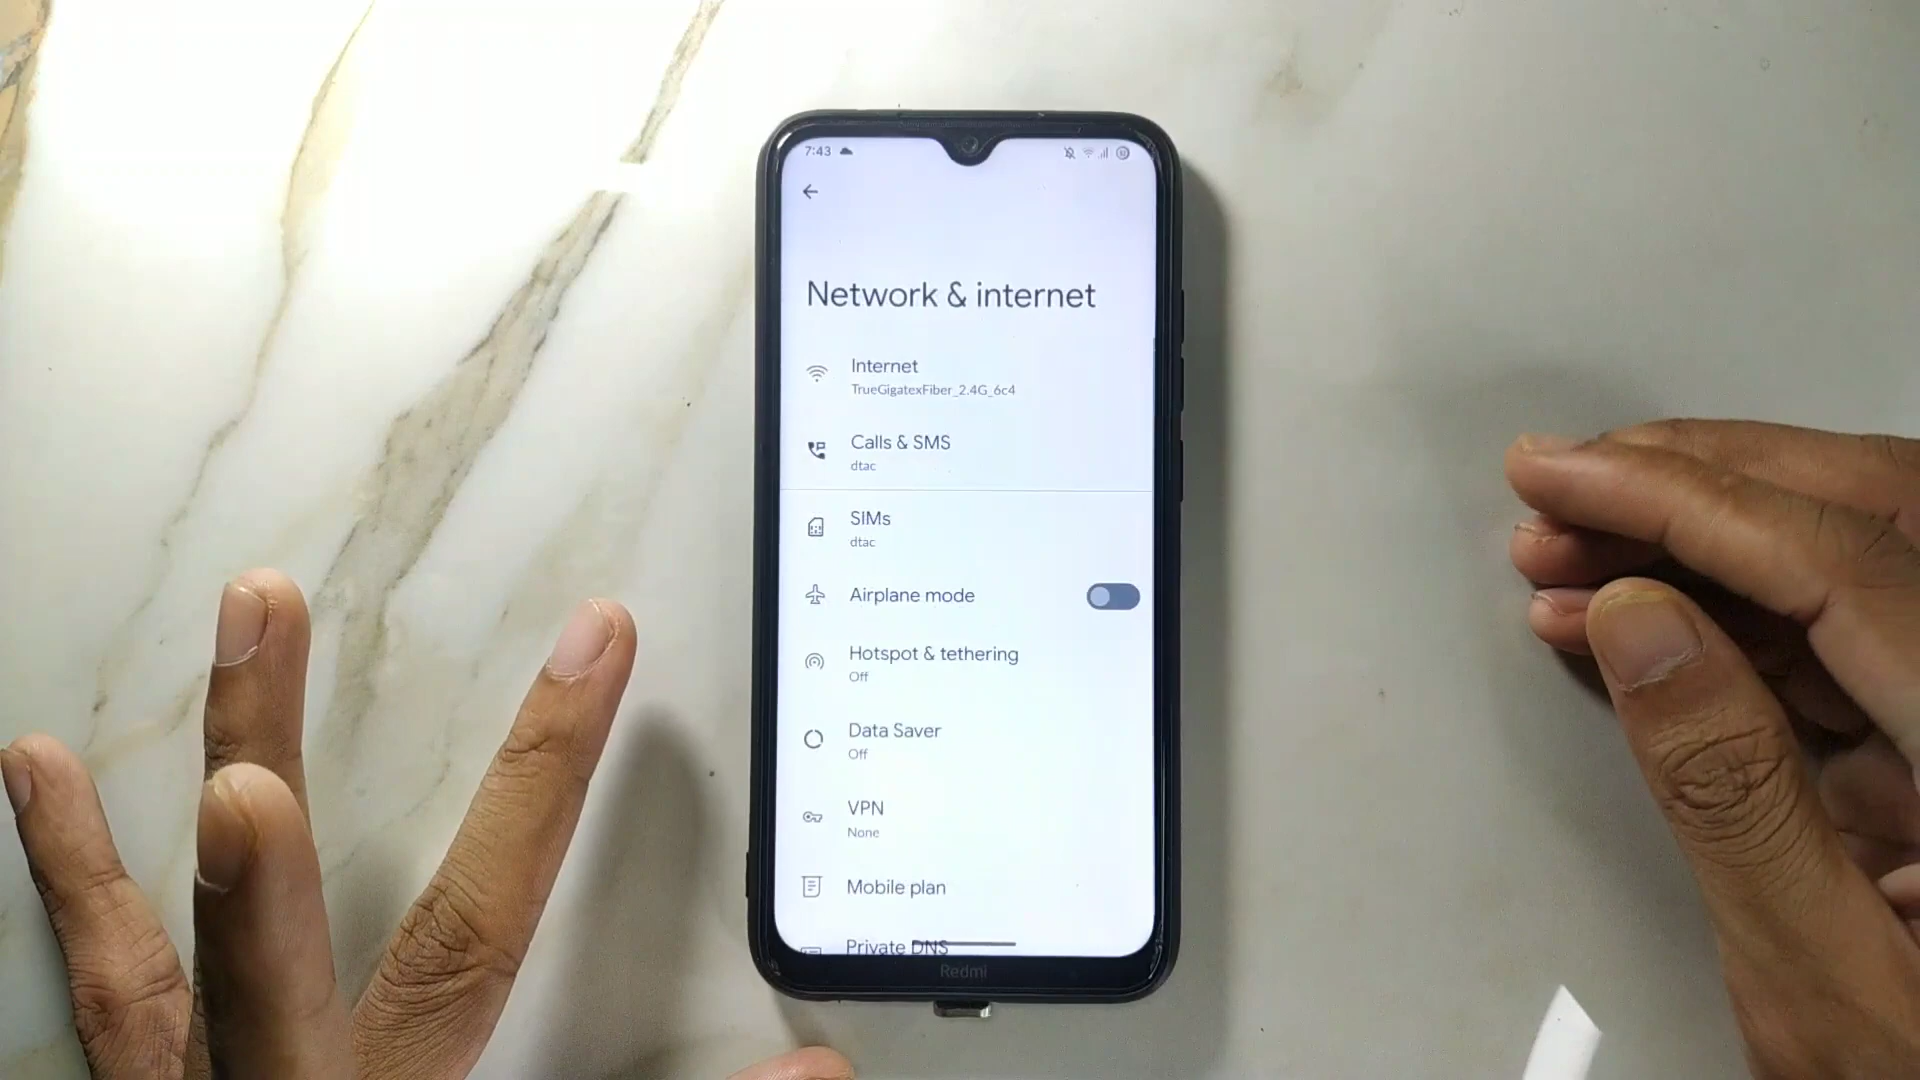 7:43
Network & internet
Internet
TrueGigatexFiber_2.4G_6c4
Calls & SMS
dtac
SIMs
dtac
Airplane mode
Hotspot & tethering
Off
Data Saver
Off
VPN
None
Mobile plan
Private DNS
Redmi